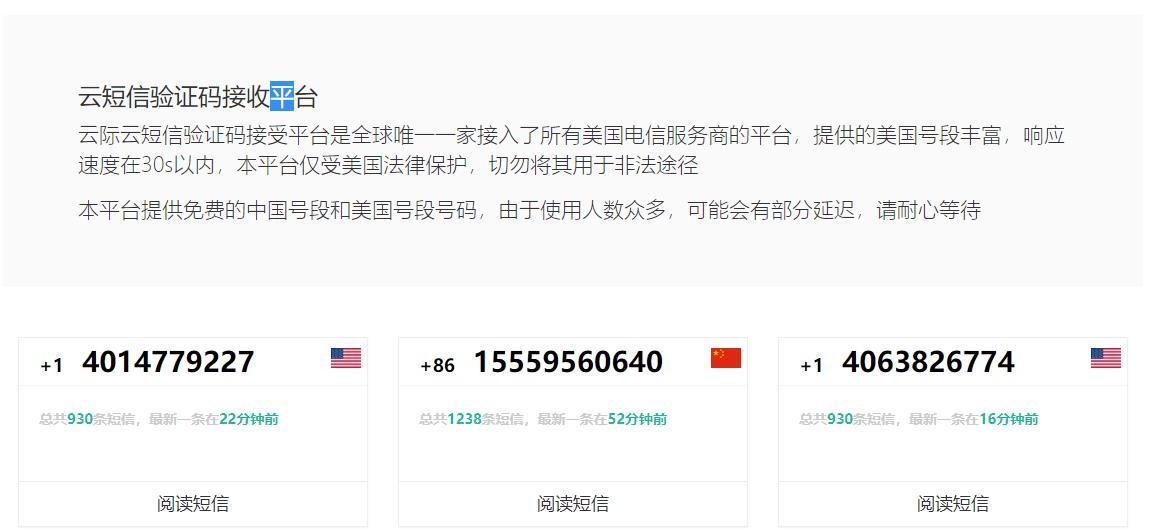 云短信验证码接收平台
云际云短信验证码接受平台是全球唯一一家接入了所有美国电信服务商的平台，提供的美国号段丰富，响应
速度在30s以内，本平台仅受美国法律保护，切勿将其用于非法途径
本平台提供免费的中国号段和美国号段号码，由于使用人数众多，可能会有部分延迟，请耐心等待
+1 4014779227
总共930条短信，最新一条在22分钟前
阅读短信
+86 15559560640
总共1238条短信，最新一条在52分钟前
阅读短信
+1 4063826774
总共930条短信，最新一条在16分钟前
阅读短信